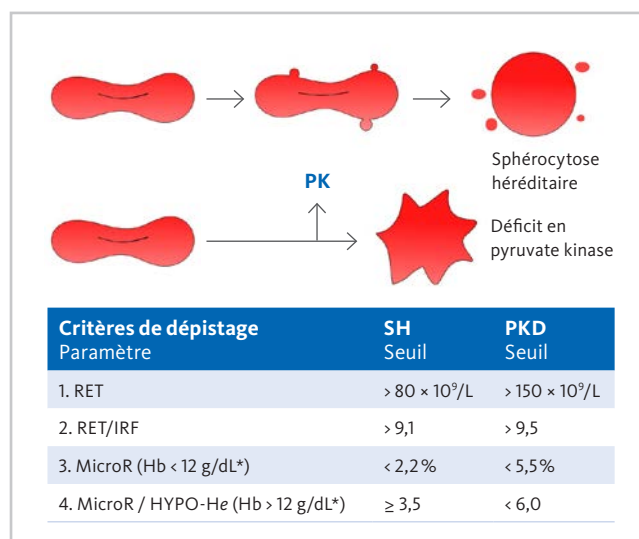 Sphérocytose
héréditaire
PK
Déficit en
pyruvate kinase
Critères de dépistage SH PKD
Paramètre Seuil Seuil
1. RET > 80 × 10⁹/L > 150 × 10⁹/L
2. RET/IRF > 9,1 > 9,5
3. MicroR (Hb < 12 g/dL*) < 2,2 % < 5,5 %
4. MicroR / HYPO-He (Hb > 12 g/dL*) ≥ 3,5 < 6,0